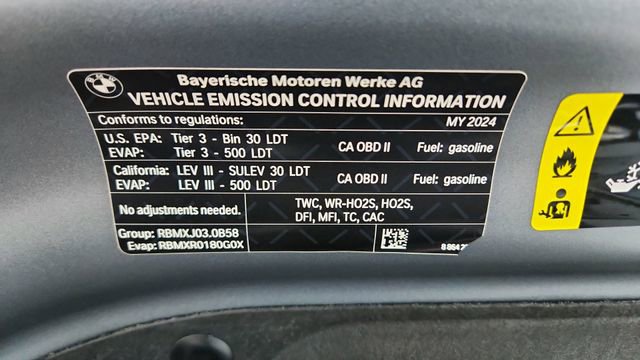 BMW
Bayerische Motoren Werke AG
VEHICLE EMISSION CONTROL INFORMATION
Conforms to regulations: MY 2024
U.S. EPA: Tier 3 - Bin 30 LDT
EVAP: Tier 3 - 500 LDT
CA OBD II Fuel: gasoline
California: LEV III - SULEV 30 LDT
EVAP: LEV III - 500 LDT
CA OBD II Fuel: gasoline
No adjustments needed.
TWC, WR-HO2S, HO2S,
DFI, MFI, TC, CAC
Group: RBMXJ03.0B58
Evap: RBMXR0180G0X
8 864